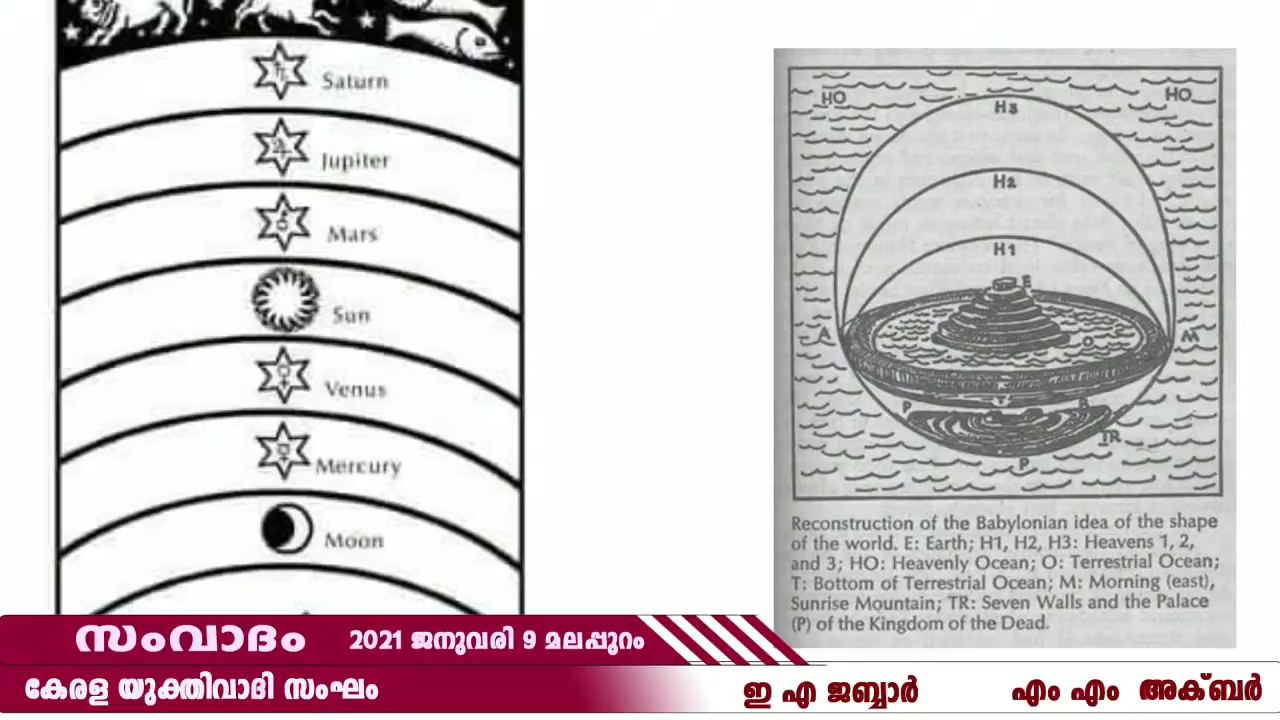 Saturn
Jupiter
Mars
Sun
Venus
Mercury
Moon
HO
HO
H3
H2
H1
E
A
M
O
T
P
R
TR
P
Reconstruction of the Babylonian idea of the shape
of the world. E: Earth; H1, H2, H3: Heavens 1, 2,
and 3; HO: Heavenly Ocean; O: Terrestrial Ocean;
T: Bottom of Terrestrial Ocean; M: Morning (east),
Sunrise Mountain; TR: Seven Walls and the Palace
(P) of the Kingdom of the Dead.
സംവാദം 2021 ജനുവരി 9 മലപ്പുറം
കേരള യുക്തിവാദി സംഘം
ഇ എ ജബ്ബാർ എം എം അക്ബർ